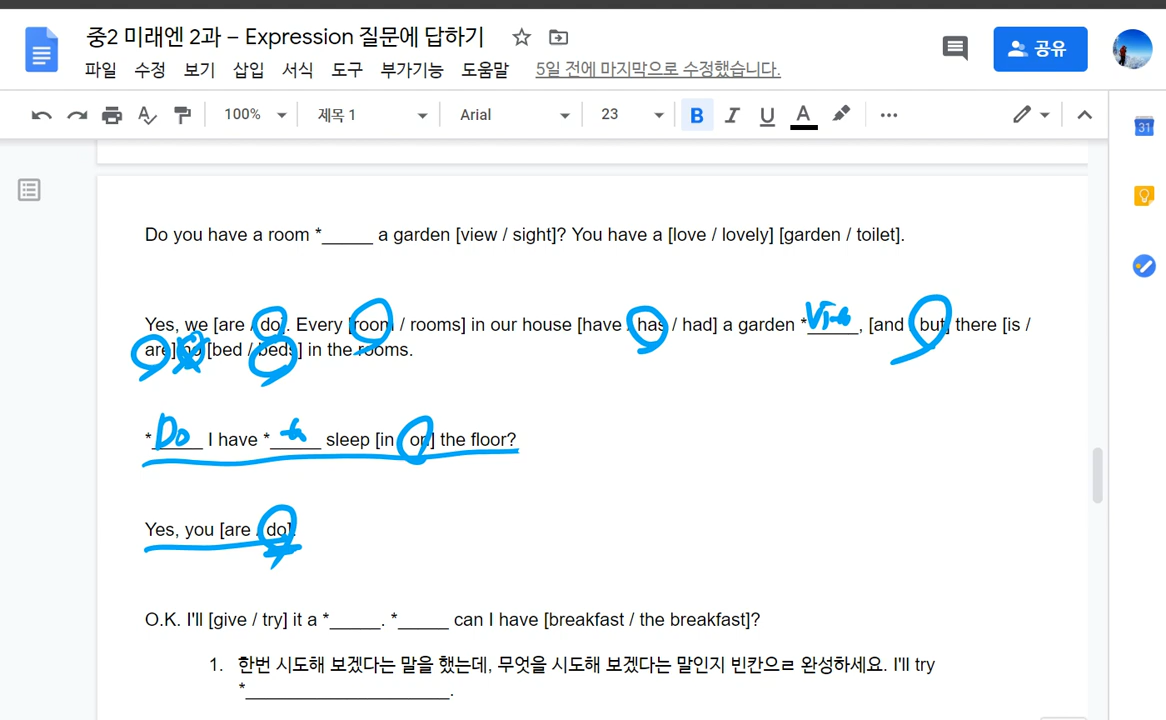 중2 미래엔 2과 – Expression 질문에 답하기
공유
파일 수정 보기 삽입 서식 도구 부가기능 도움말 5일 전에 마지막으로 수정했습니다.
100% 제목 1 Arial 23 B I U A
31
Do you have a room *_____ a garden [view / sight]? You have a [love / lovely] [garden / toilet].
Yes, we [are / do]. Every [room / rooms] in our house [have / has / had] a garden *_____, [and / but] there [is /
are] no [bed / beds] in the rooms.
*Do I have *to sleep [in / on] the floor?
Yes, you [are / do].
O.K. I'll [give / try] it a *_____. *_____ can I have [breakfast / the breakfast]?
1. 한번 시도해 보겠다는 말을 했는데, 무엇을 시도해 보겠다는 말인지 빈칸으ㄹ 완성하세요. I'll try
*____________________.